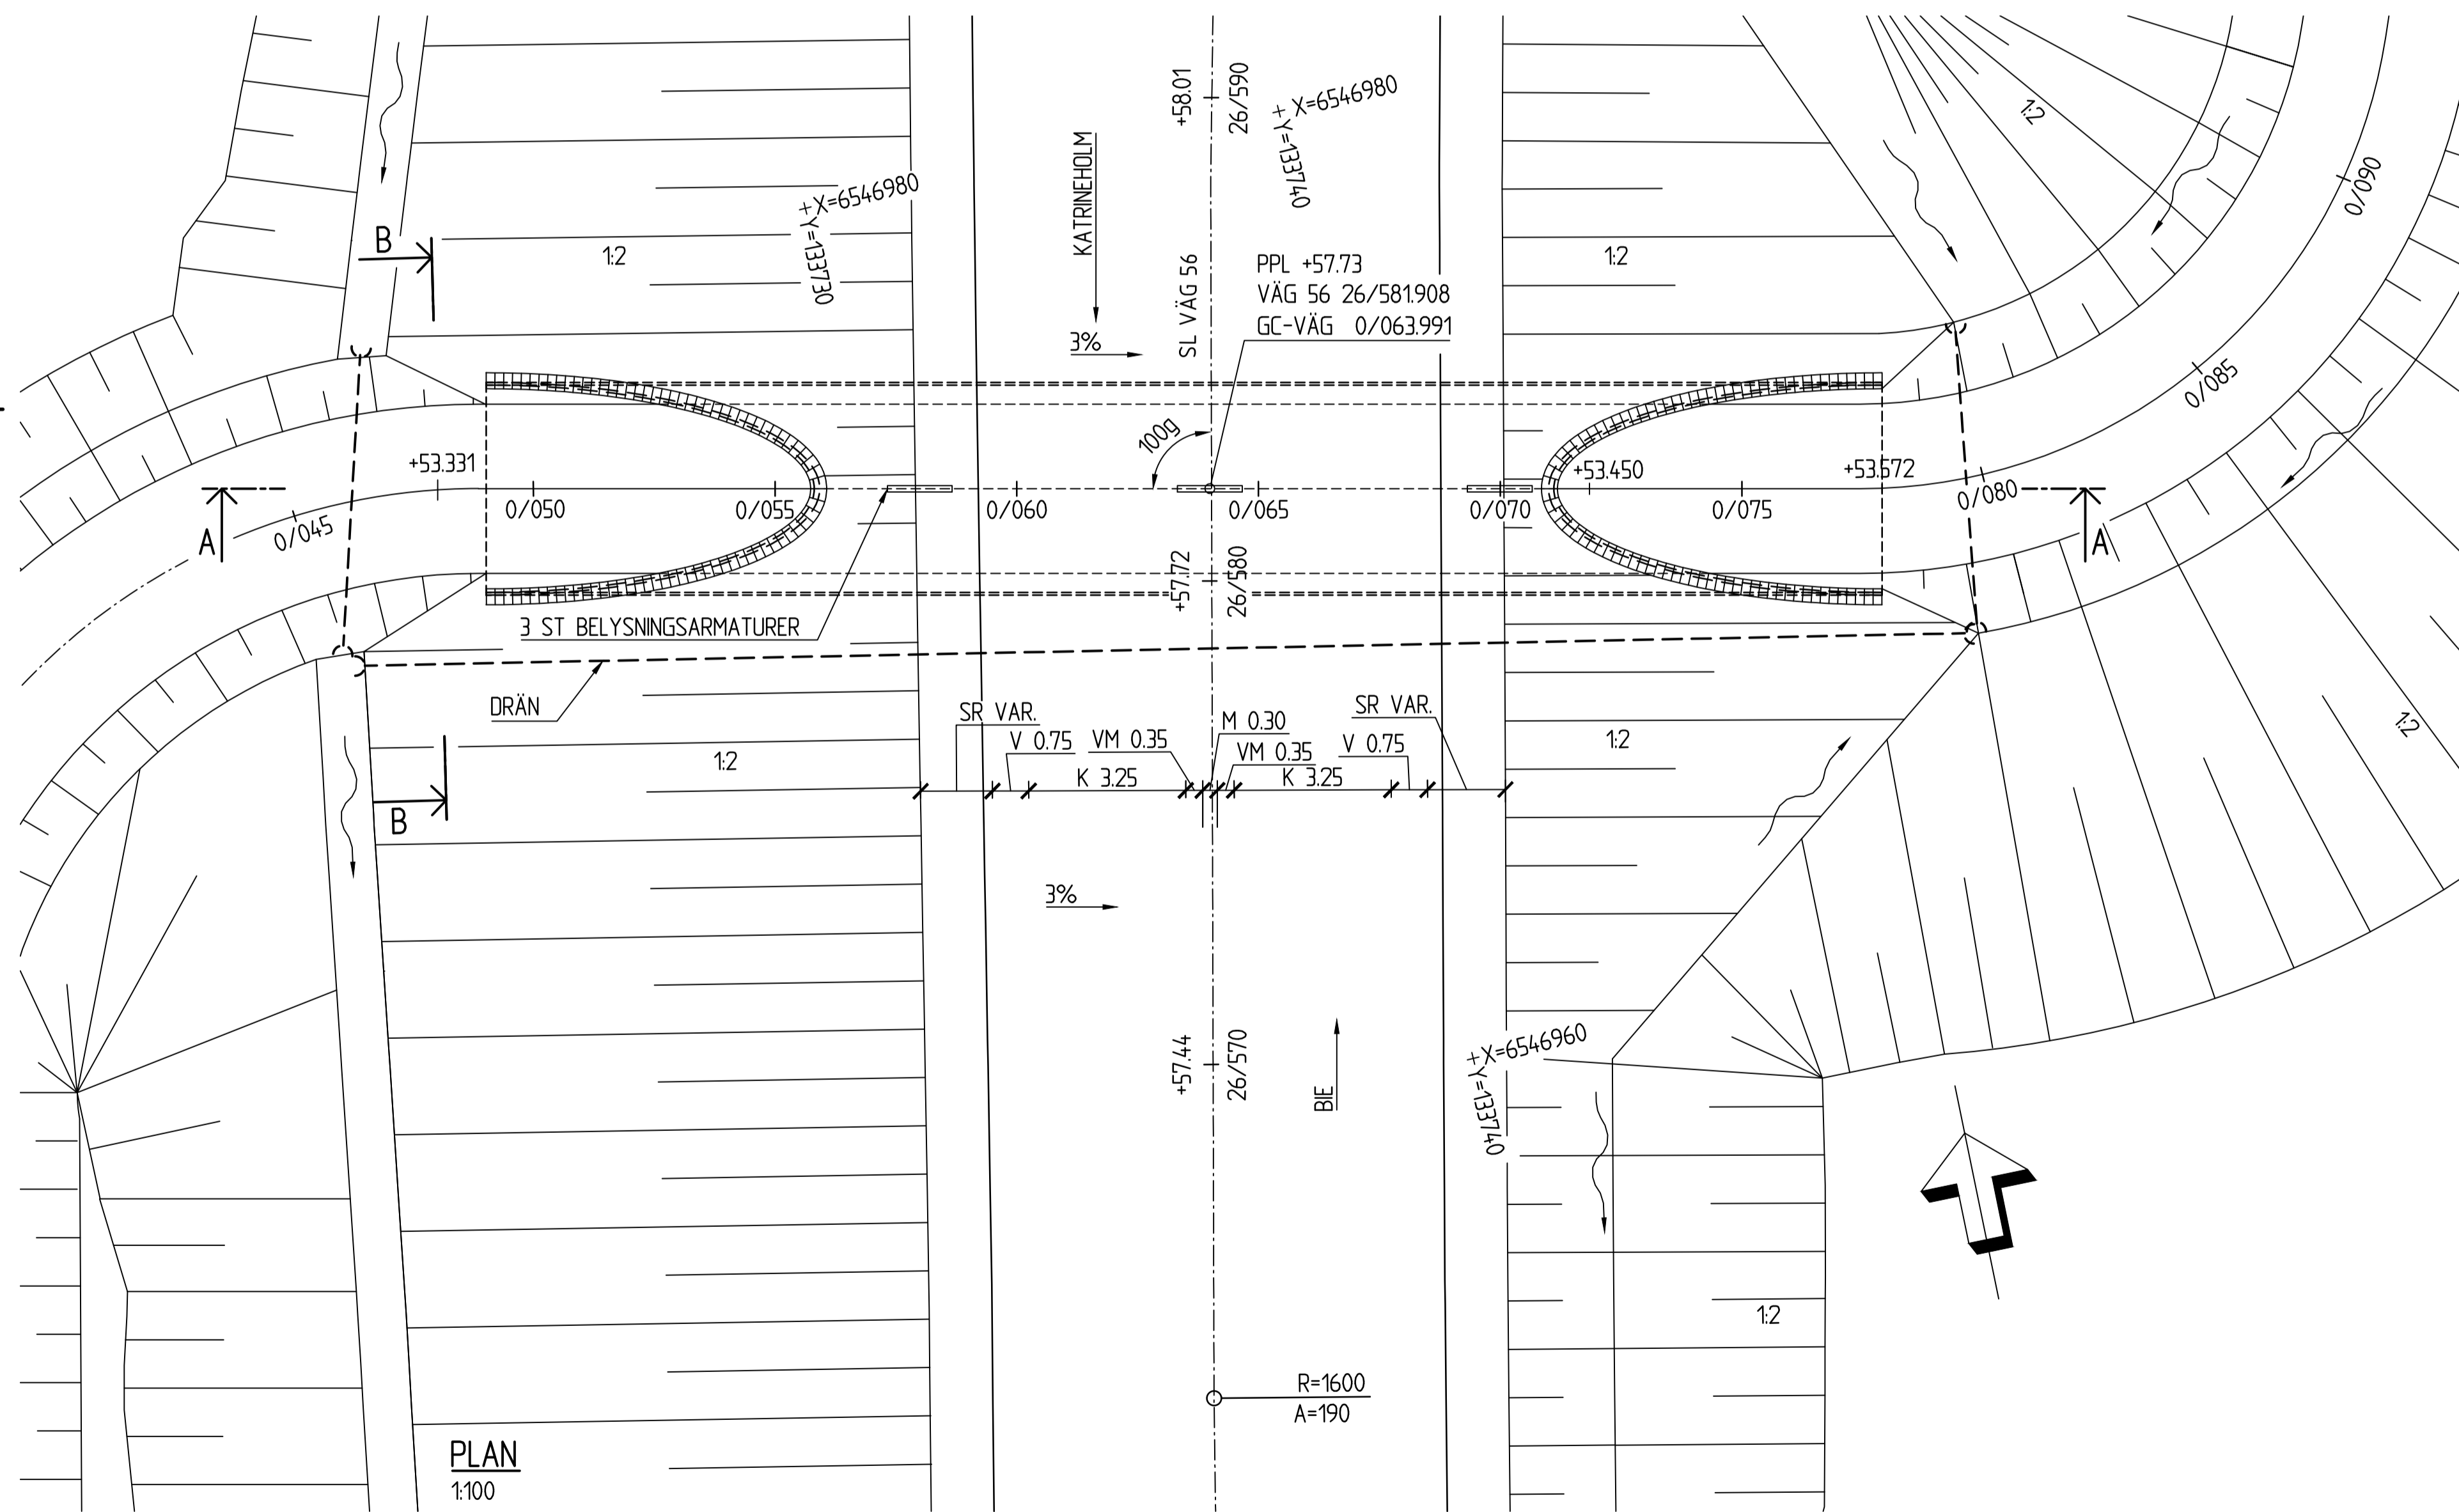 +58.01
26/590
+ X=6546980
Y=133740
1:2
KATRINEHOLM
0/090
+X=6546980
Y=133730
B
1:2
SL VÄG 56
PPL +57.73
VÄG 56 26/581.908
GC-VÄG 0/063.991
1:2
3%
0/085
100g
+53.331
+53.450
+53.572
A
0/045
0/050
0/055
0/060
0/065
0/070
0/075
0/080
A
+57.72
26/580
3 ST BELYSNINGSARMATURER
DRÄN
SR VAR.
M 0.30
SR VAR.
V 0.75
VM 0.35
VM 0.35
V 0.75
K 3.25
K 3.25
1:2
1:2
1:2
B
3%
+57.44
26/570
BIE
+X=6546960
Y=133740
1:2
R=1600
A=190
PLAN
1:100